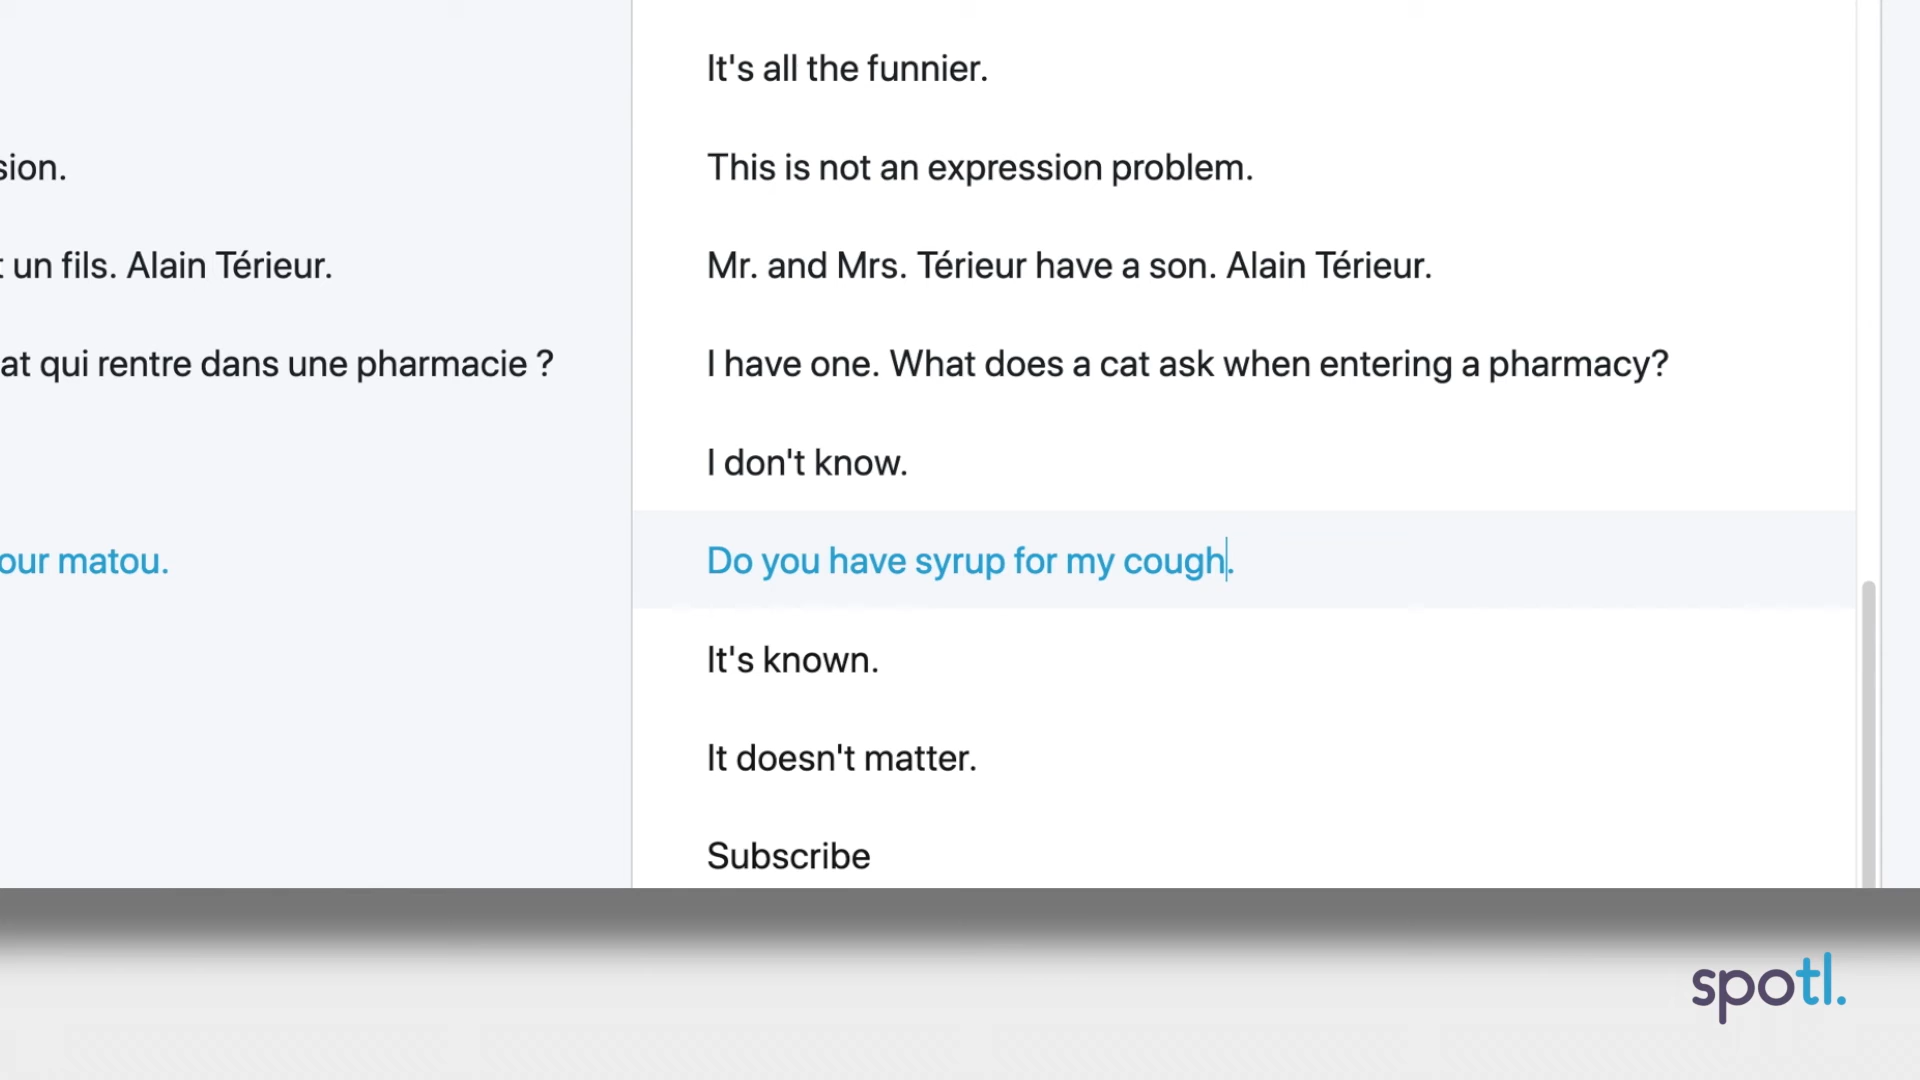 It's all the funnier.
sion.
This is not an expression problem.
t un fils. Alain Térieur.
Mr. and Mrs. Térieur have a son. Alain Térieur.
at qui rentre dans une pharmacie ?
I have one. What does a cat ask when entering a pharmacy?
I don't know.
our matou.
Do you have syrup for my cough.
It's known.
It doesn't matter.
Subscribe
spotl.